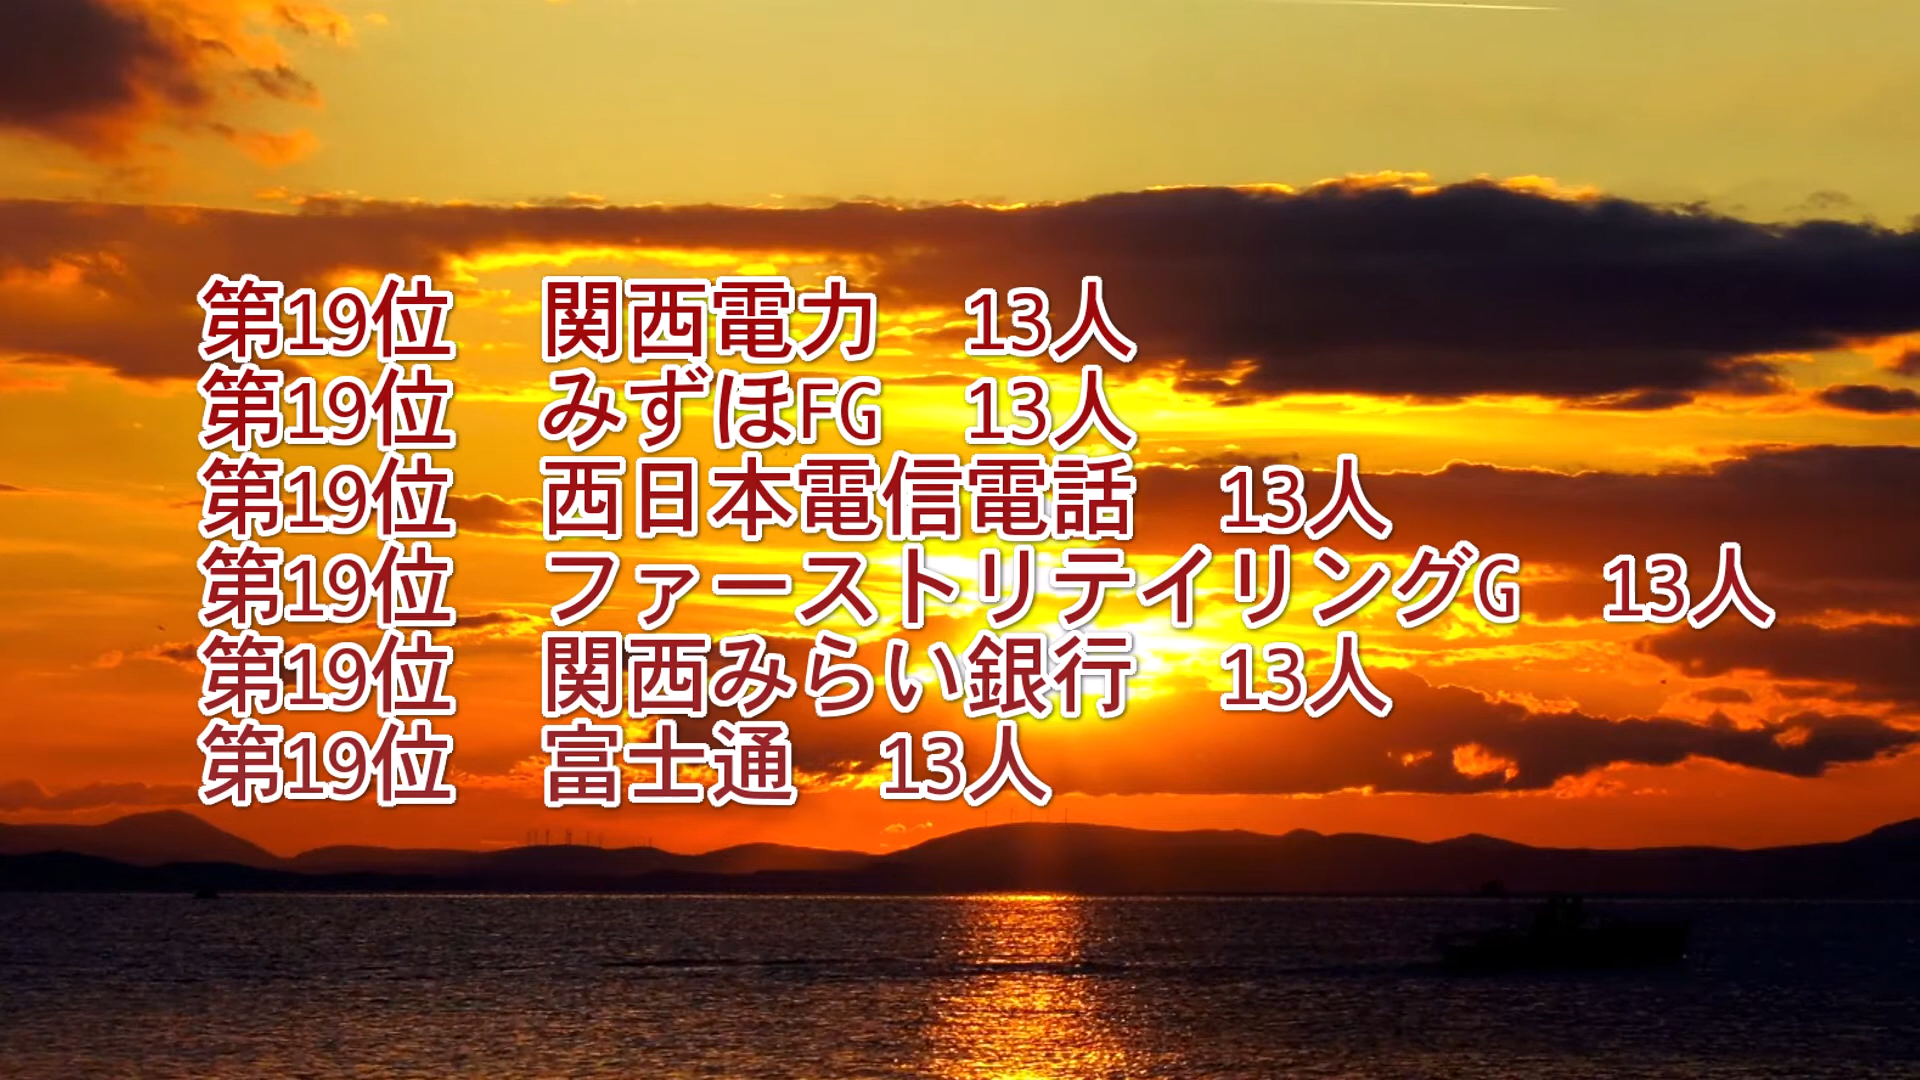 第19位　関西電力　13人
第19位　みずほFG　13人
第19位　西日本電信電話　13人
第19位　ファーストリテイリングG　13人
第19位　関西みらい銀行　13人
第19位　富士通　13人